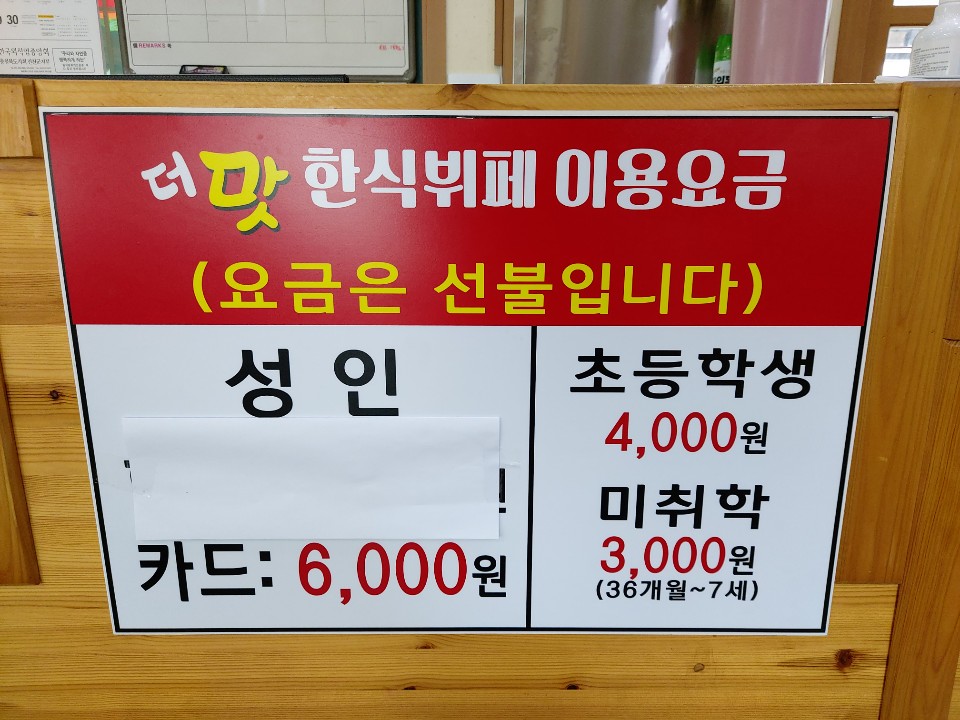 30
REMARKS
더맛 한식뷔페 이용요금
(요금은 선불입니다)
성인
카드: 6,000원
초등학생
4,000원
미취학
3,000원
(36개월~7세)